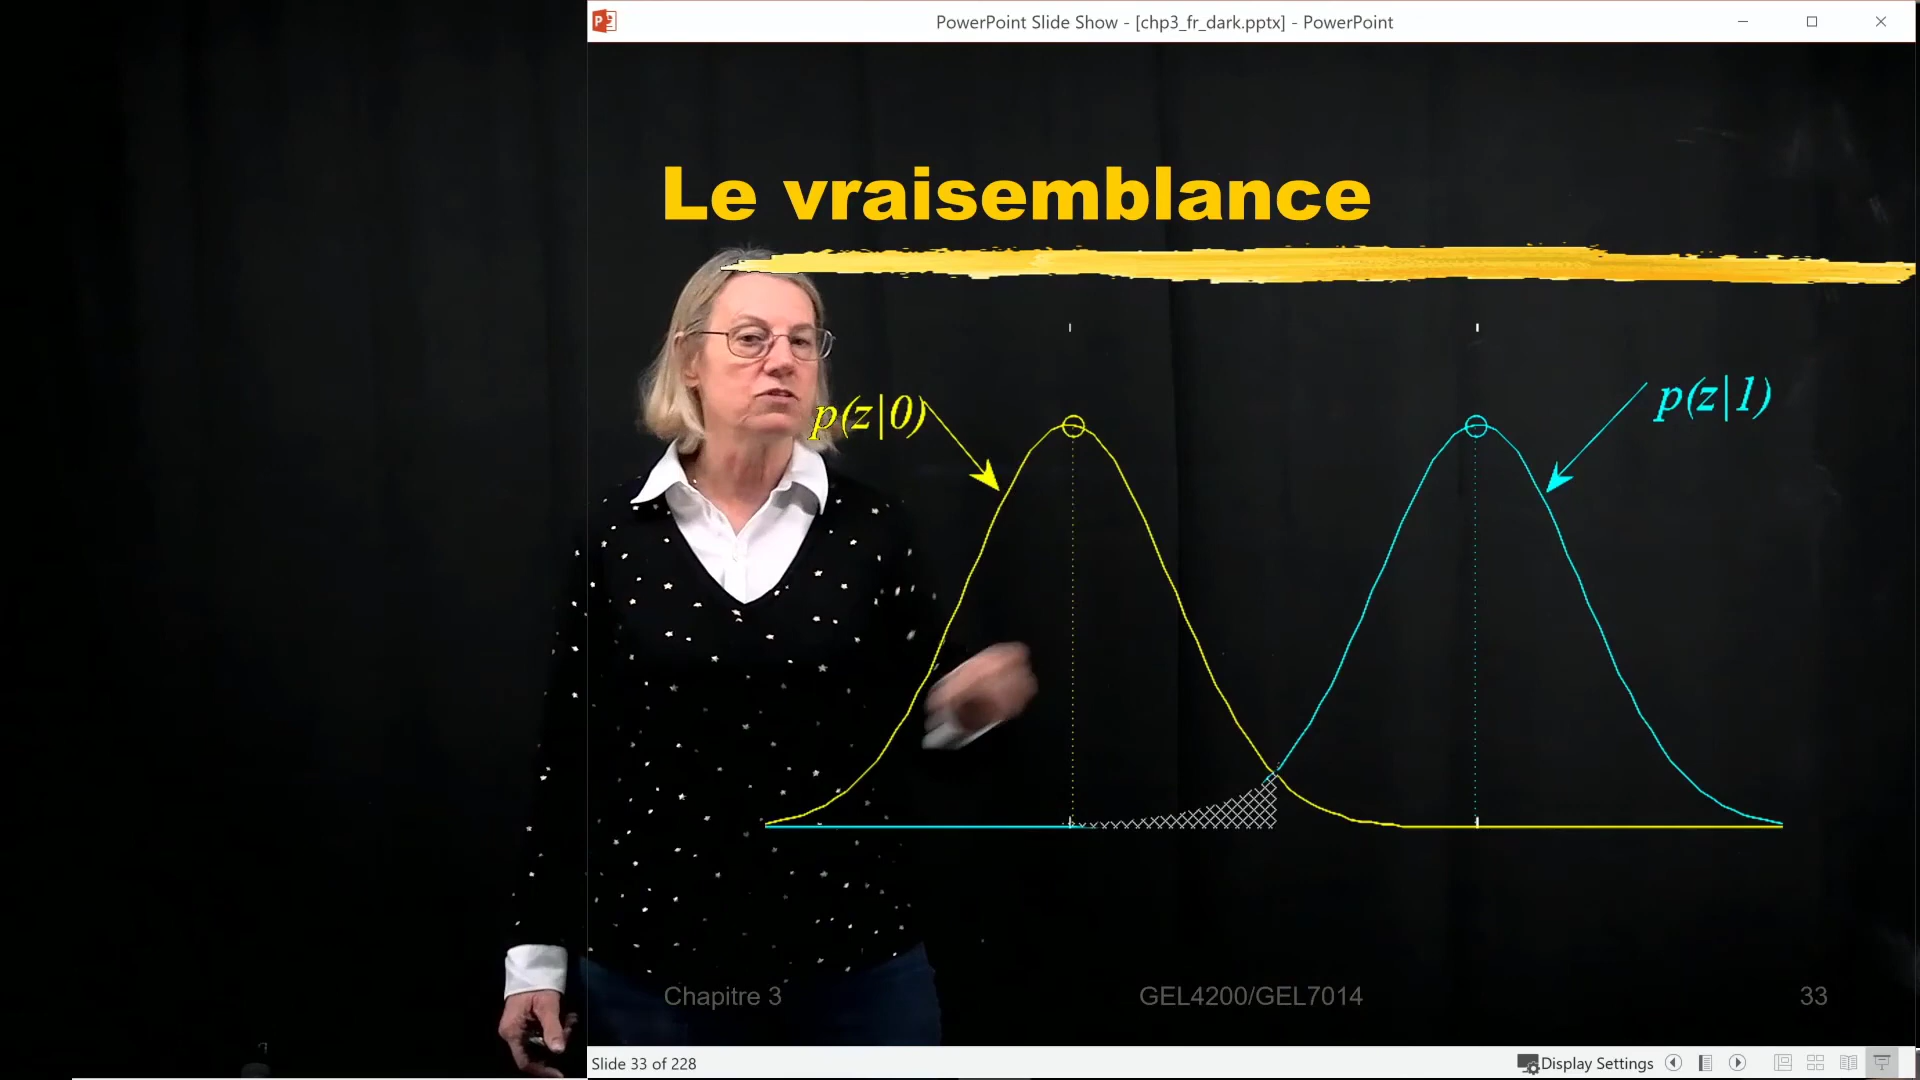 PowerPoint Slide Show - [chp3_fr_dark.pptx] - PowerPoint
Le vraisemblance
p(z|0)
p(z|1)
Chapitre 3
GEL4200/GEL7014
33
Slide 33 of 228
Display Settings